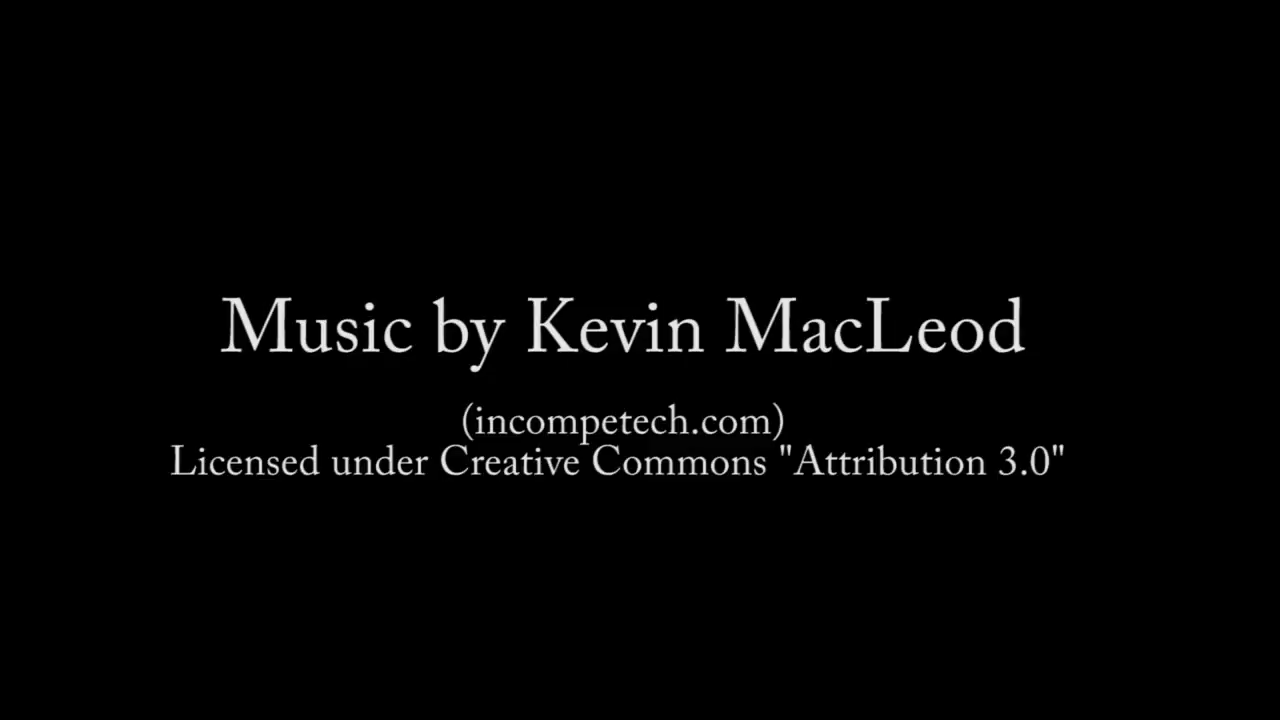 Music by Kevin MacLeod
(incompetech.com)
Licensed under Creative Commons "Attribution 3.0"